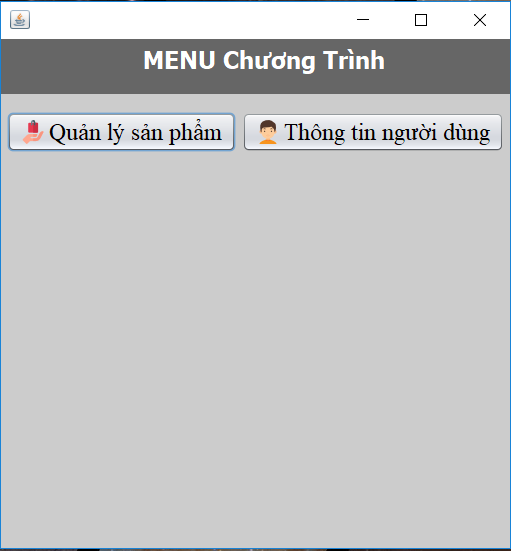 MENU Chương Trình
Quản lý sản phẩm
Thông tin người dùng